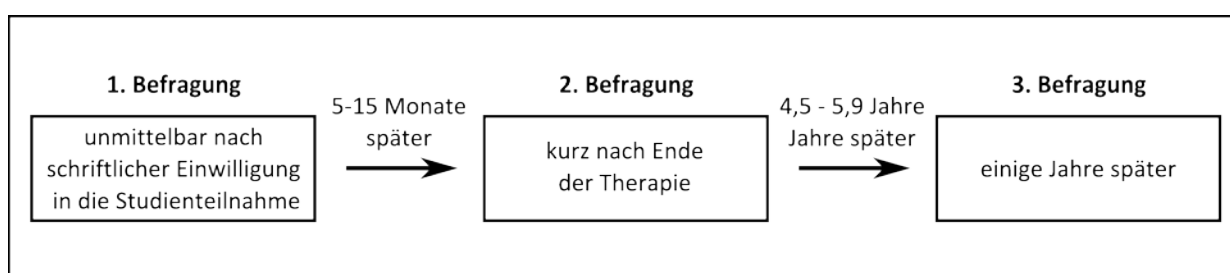 1. Befragung
unmittelbar nach
schriftlicher Einwilligung
in die Studienteilnahme
5-15 Monate
später
2. Befragung
kurz nach Ende
der Therapie
4,5 - 5,9 Jahre
Jahre später
3. Befragung
einige Jahre später